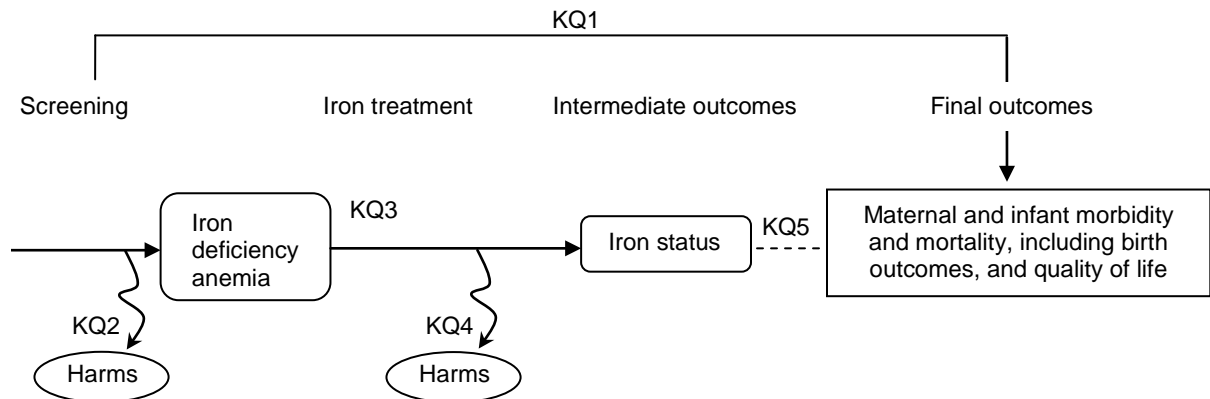 KQ1
Screening
Iron treatment
Intermediate outcomes
Final outcomes
Iron
deficiency
anemia
KQ3
Iron status
KQ5
Maternal and infant morbidity
and mortality, including birth
outcomes, and quality of life
KQ2
KQ4
Harms
Harms